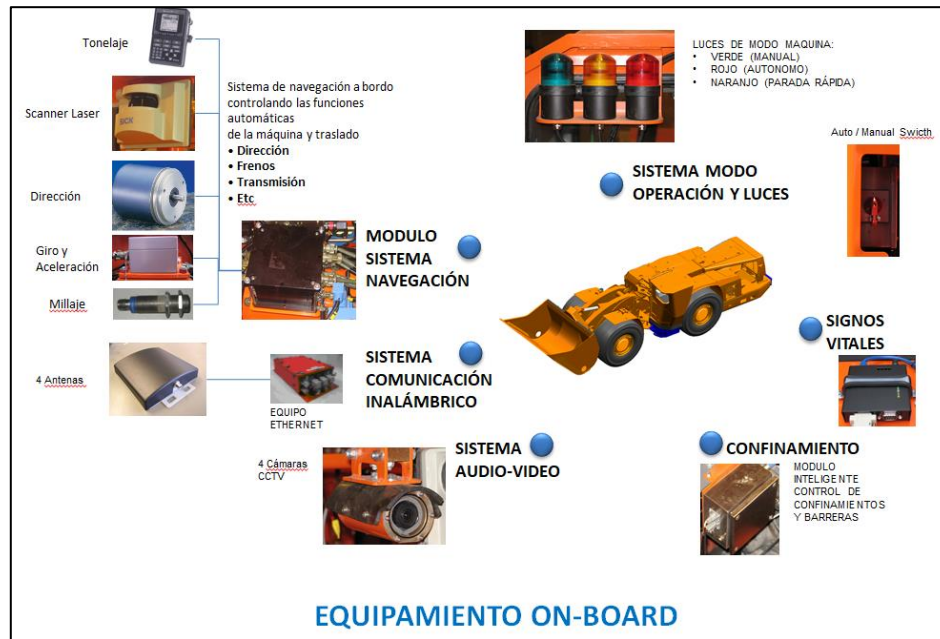 Tonelaje
Scanner Laser
Dirección
Giro y
Aceleración
Millaje
Sistema de navegación a bordo
controlando las funciones
automáticas
de la máquina y traslado
• Dirección
• Frenos
• Transmisión
• Etc
MODULO
SISTEMA
NAVEGACIÓN
4 Antenas
EQUIPO
ETHERNET
SISTEMA
COMUNICACIÓN
INALÁMBRICO
4 Cámaras
CCTV
SISTEMA
AUDIO-VIDEO
LUCES DE MODO MAQUINA:
• VERDE (MANUAL)
• ROJO (AUTONOMO)
• NARANJO (PARADA RÁPIDA)
Auto / Manual Swicth
SISTEMA MODO
OPERACIÓN Y LUCES
SIGNOS
VITALES
CONFINAMIENTO
MODULO
INTELIGENTE
CONTROL DE
CONFINAMIENTOS
Y BARRERAS
SICK
EQUIPAMIENTO ON-BOARD